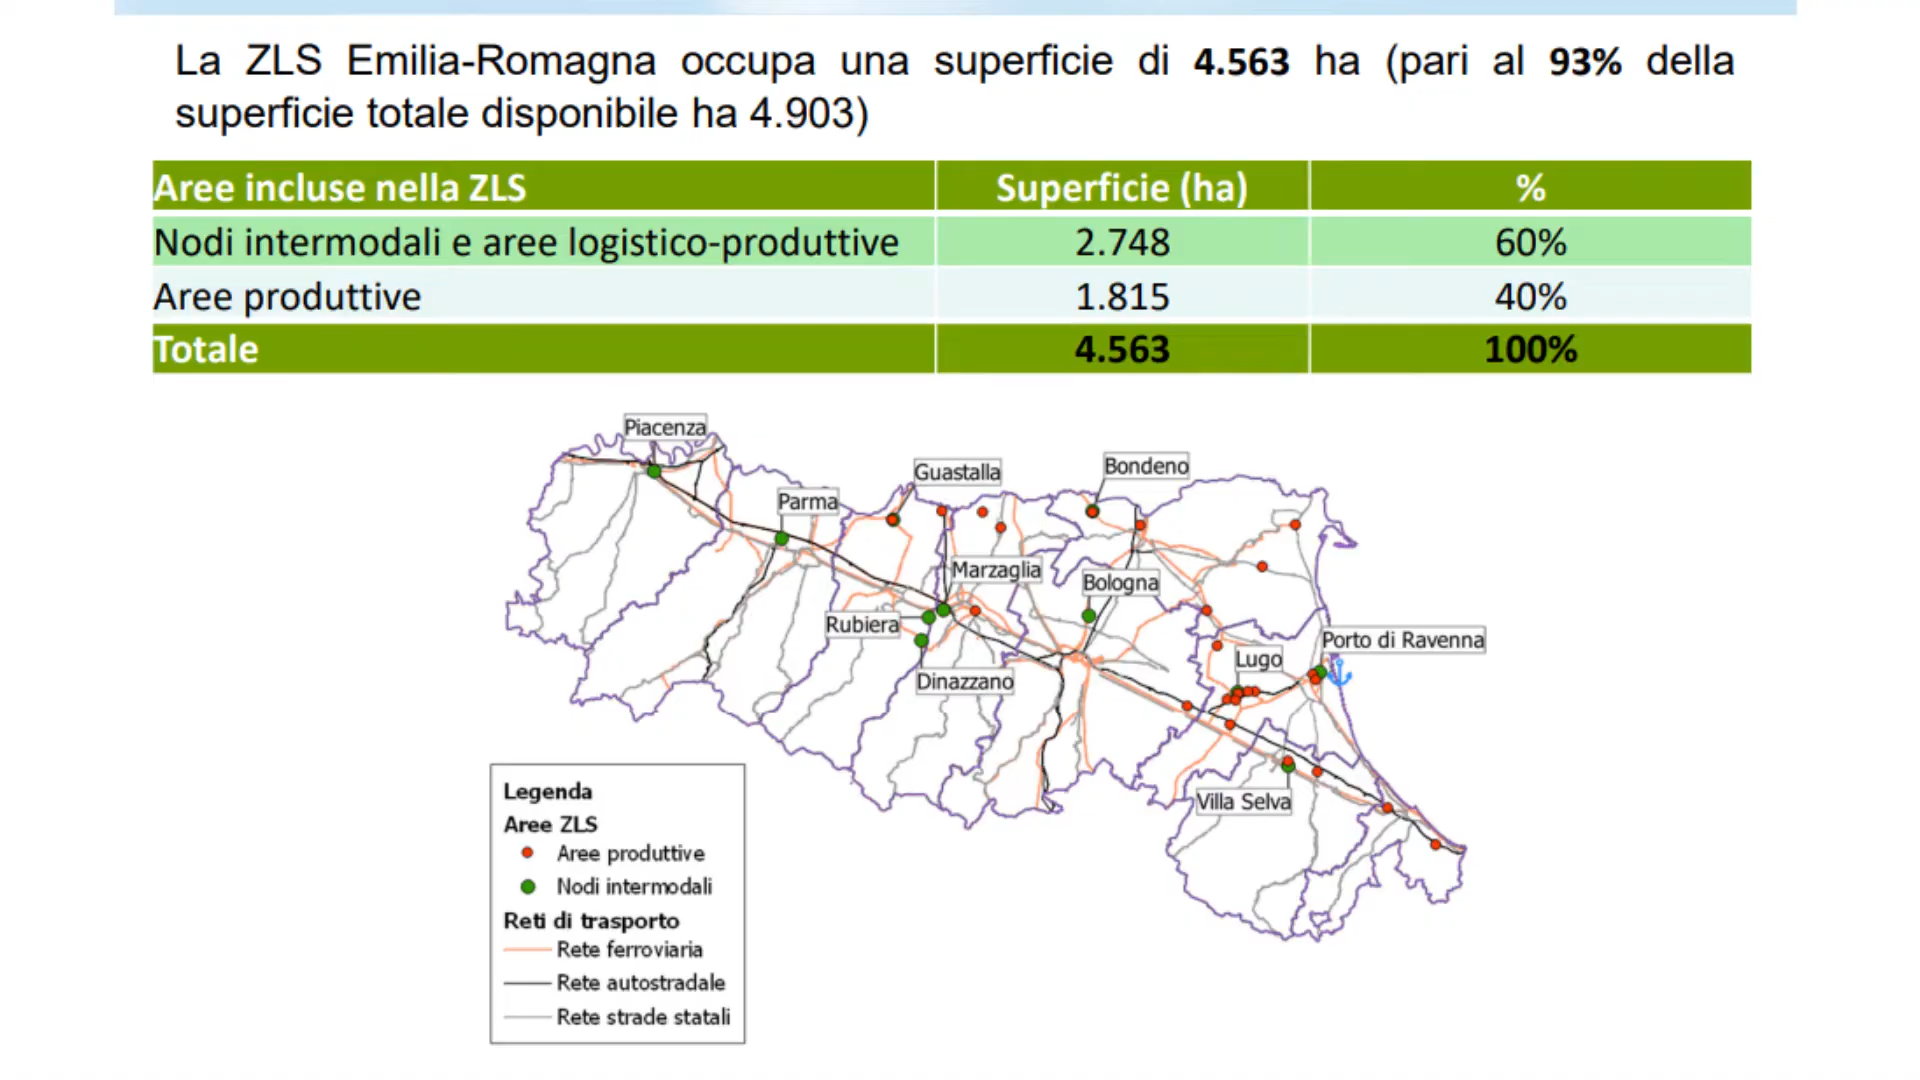 La ZLS Emilia-Romagna occupa una superficie di 4.563 ha (pari al 93% della
superficie totale disponibile ha 4.903)
Aree incluse nella ZLS Superficie (ha) %
Nodi intermodali e aree logistico-produttive 2.748 60%
Aree produttive 1.815 40%
Totale 4.563 100%
Piacenza
Guastalla
Bondeno
Parma
Marzaglia
Bologna
Rubiera
Porto di Ravenna
Lugo
Dinazzano
Villa Selva
Legenda
Aree ZLS
Aree produttive
Nodi intermodali
Reti di trasporto
Rete ferroviaria
Rete autostradale
Rete strade statali